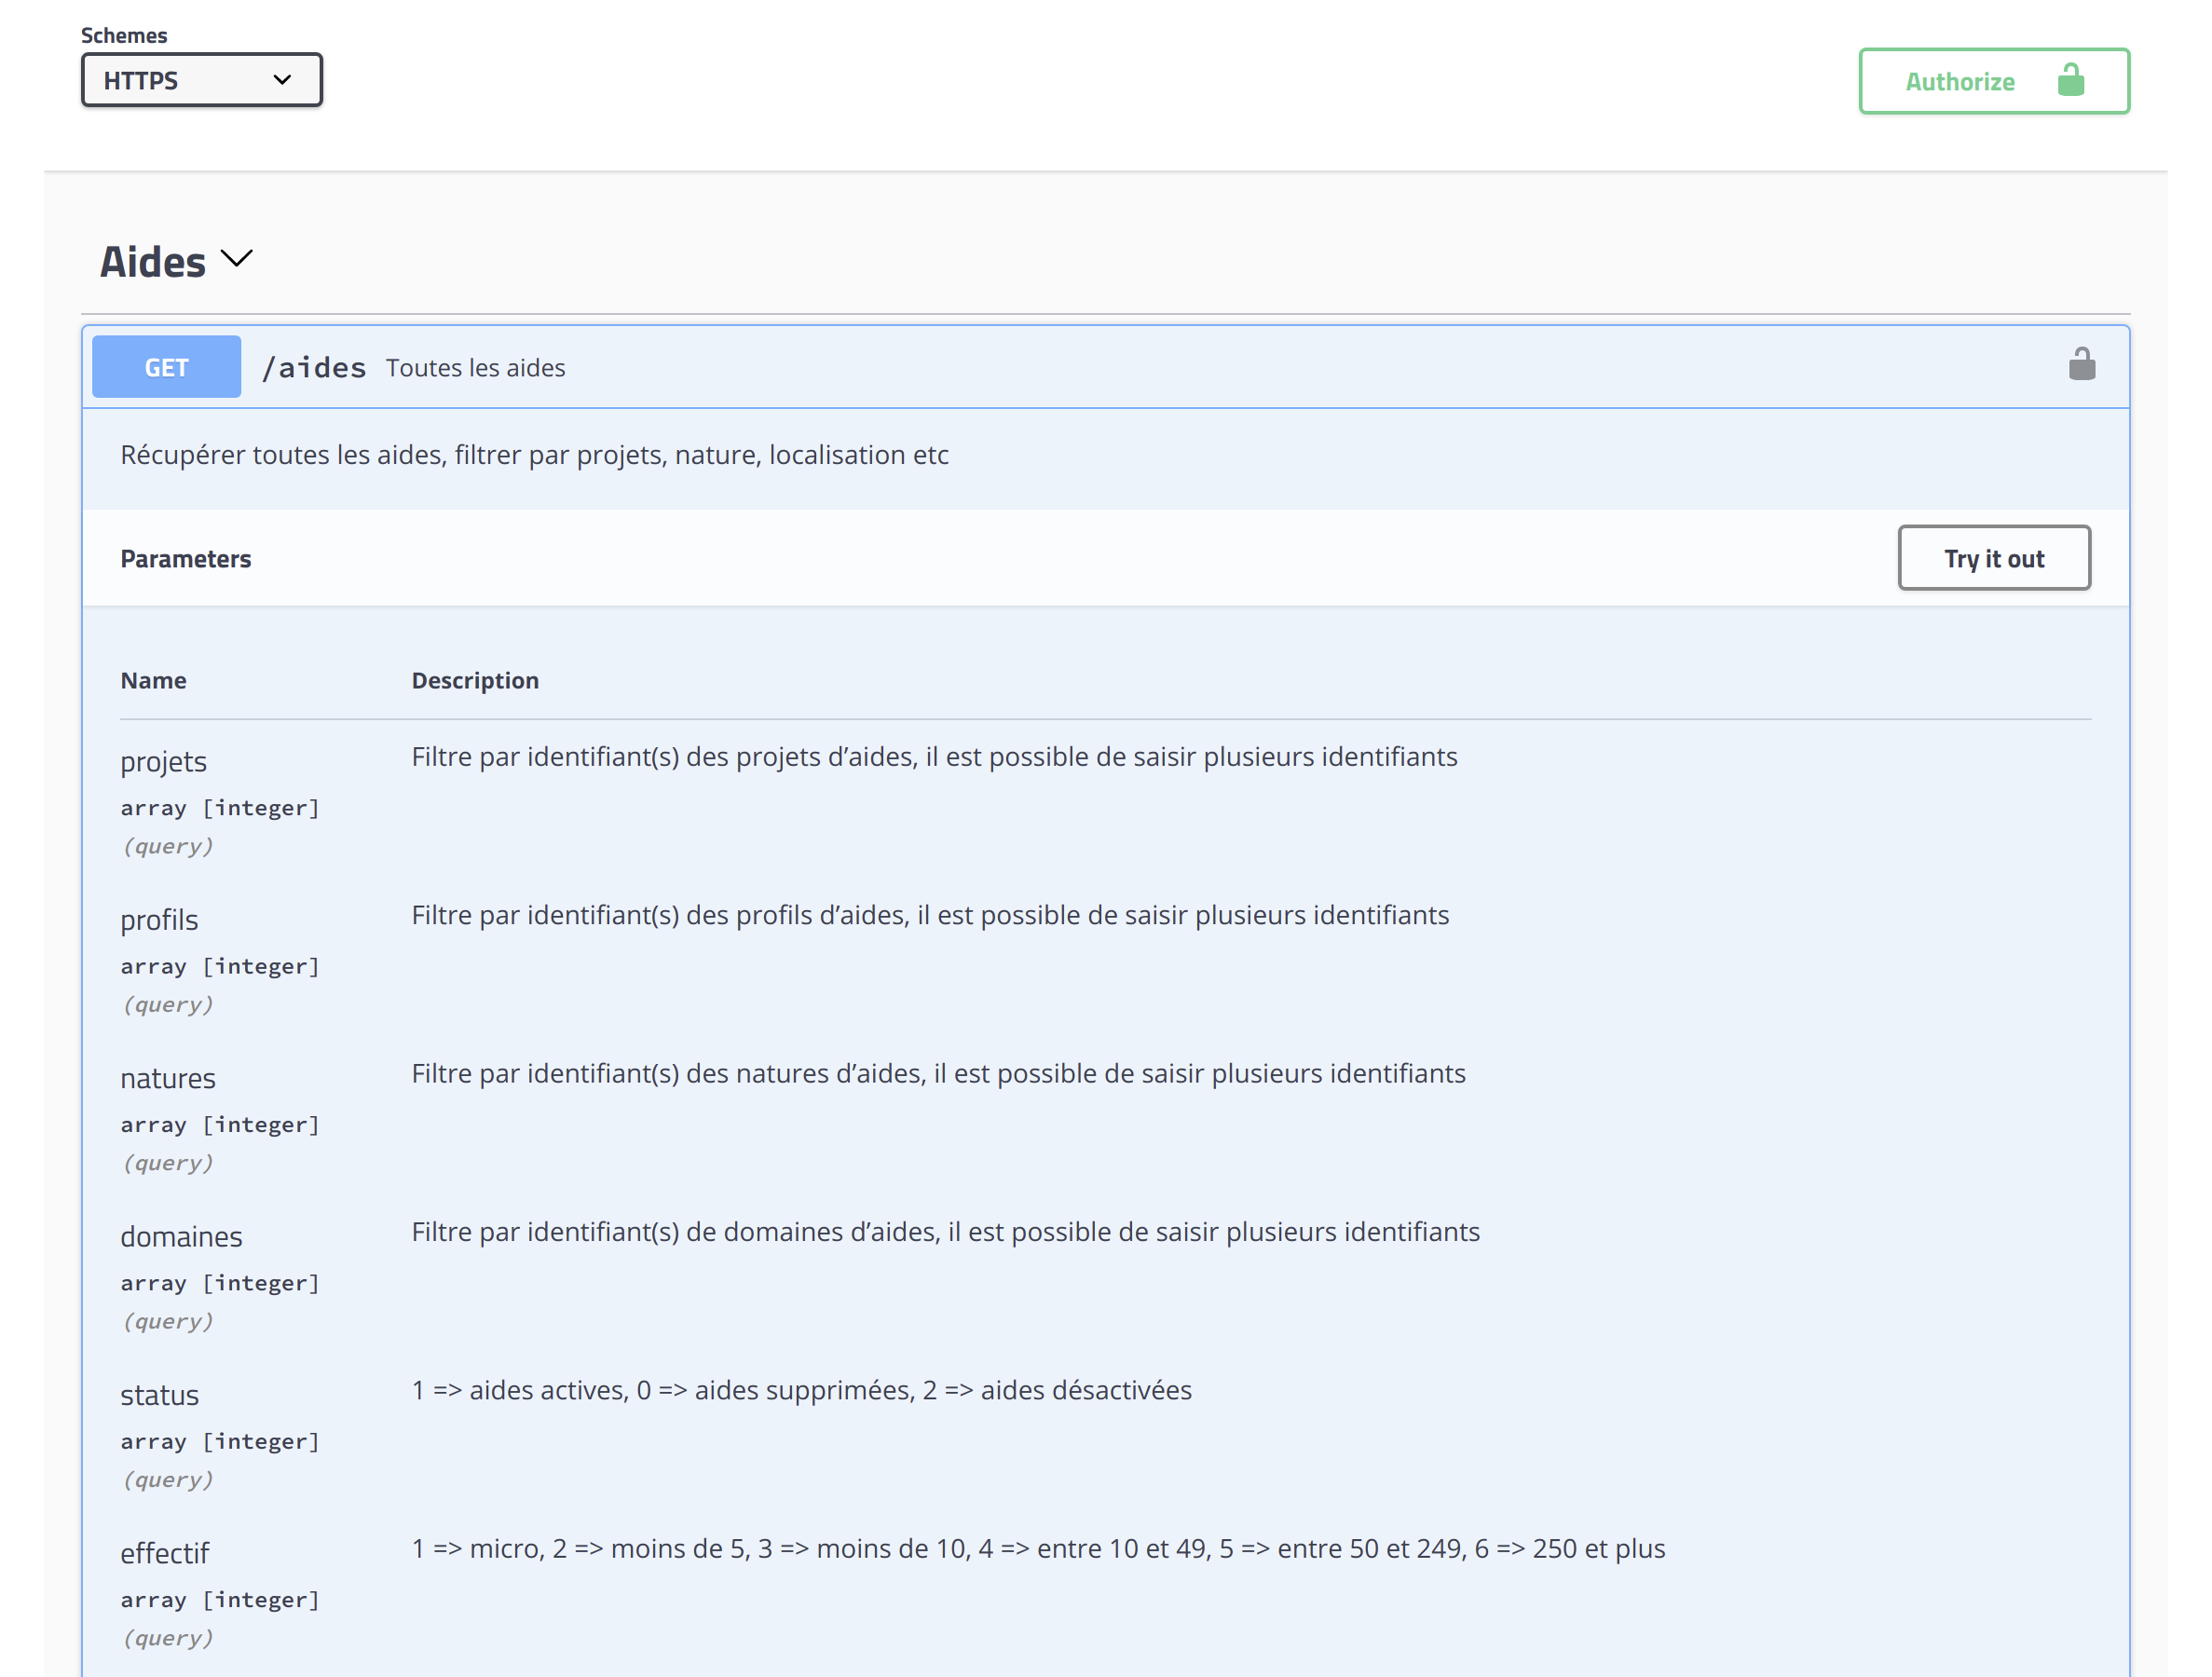 Schemes
HTTPS
Authorize
Aides
GET /aides Toutes les aides
Récupérer toutes les aides, filtrer par projets, nature, localisation etc
Parameters
Try it out
Name Description
projets Filtre par identifiant(s) des projets d’aides, il est possible de saisir plusieurs identifiants
array [integer]
(query)
profils Filtre par identifiant(s) des profils d’aides, il est possible de saisir plusieurs identifiants
array [integer]
(query)
natures Filtre par identifiant(s) des natures d’aides, il est possible de saisir plusieurs identifiants
array [integer]
(query)
domaines Filtre par identifiant(s) de domaines d’aides, il est possible de saisir plusieurs identifiants
array [integer]
(query)
status 1 => aides actives, 0 => aides supprimées, 2 => aides désactivées
array [integer]
(query)
effectif 1 => micro, 2 => moins de 5, 3 => moins de 10, 4 => entre 10 et 49, 5 => entre 50 et 249, 6 => 250 et plus
array [integer]
(query)